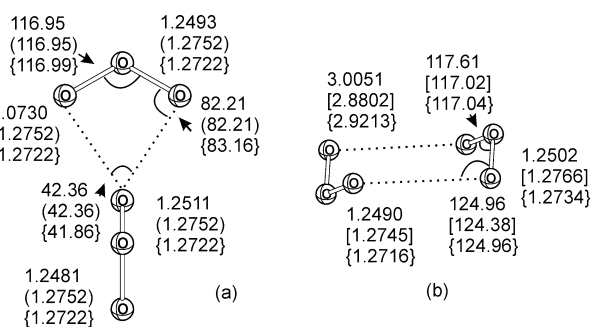 116.95
(116.95)
{116.99}
1.2493
(1.2752)
{1.2722}
O
O
O
.0730
1.2752)
1.2722}
82.21
(82.21)
{83.16}
42.36
(42.36)
{41.86}
O
O
O
1.2511
(1.2752)
{1.2722}
1.2481
(1.2752)
{1.2722}
(a)
3.0051
[2.8802]
{2.9213}
117.61
[117.02]
{117.04}
O
O
O
O
O
O
1.2502
[1.2766]
{1.2734}
1.2490
[1.2745]
{1.2716}
124.96
[124.38]
{124.96}
(b)